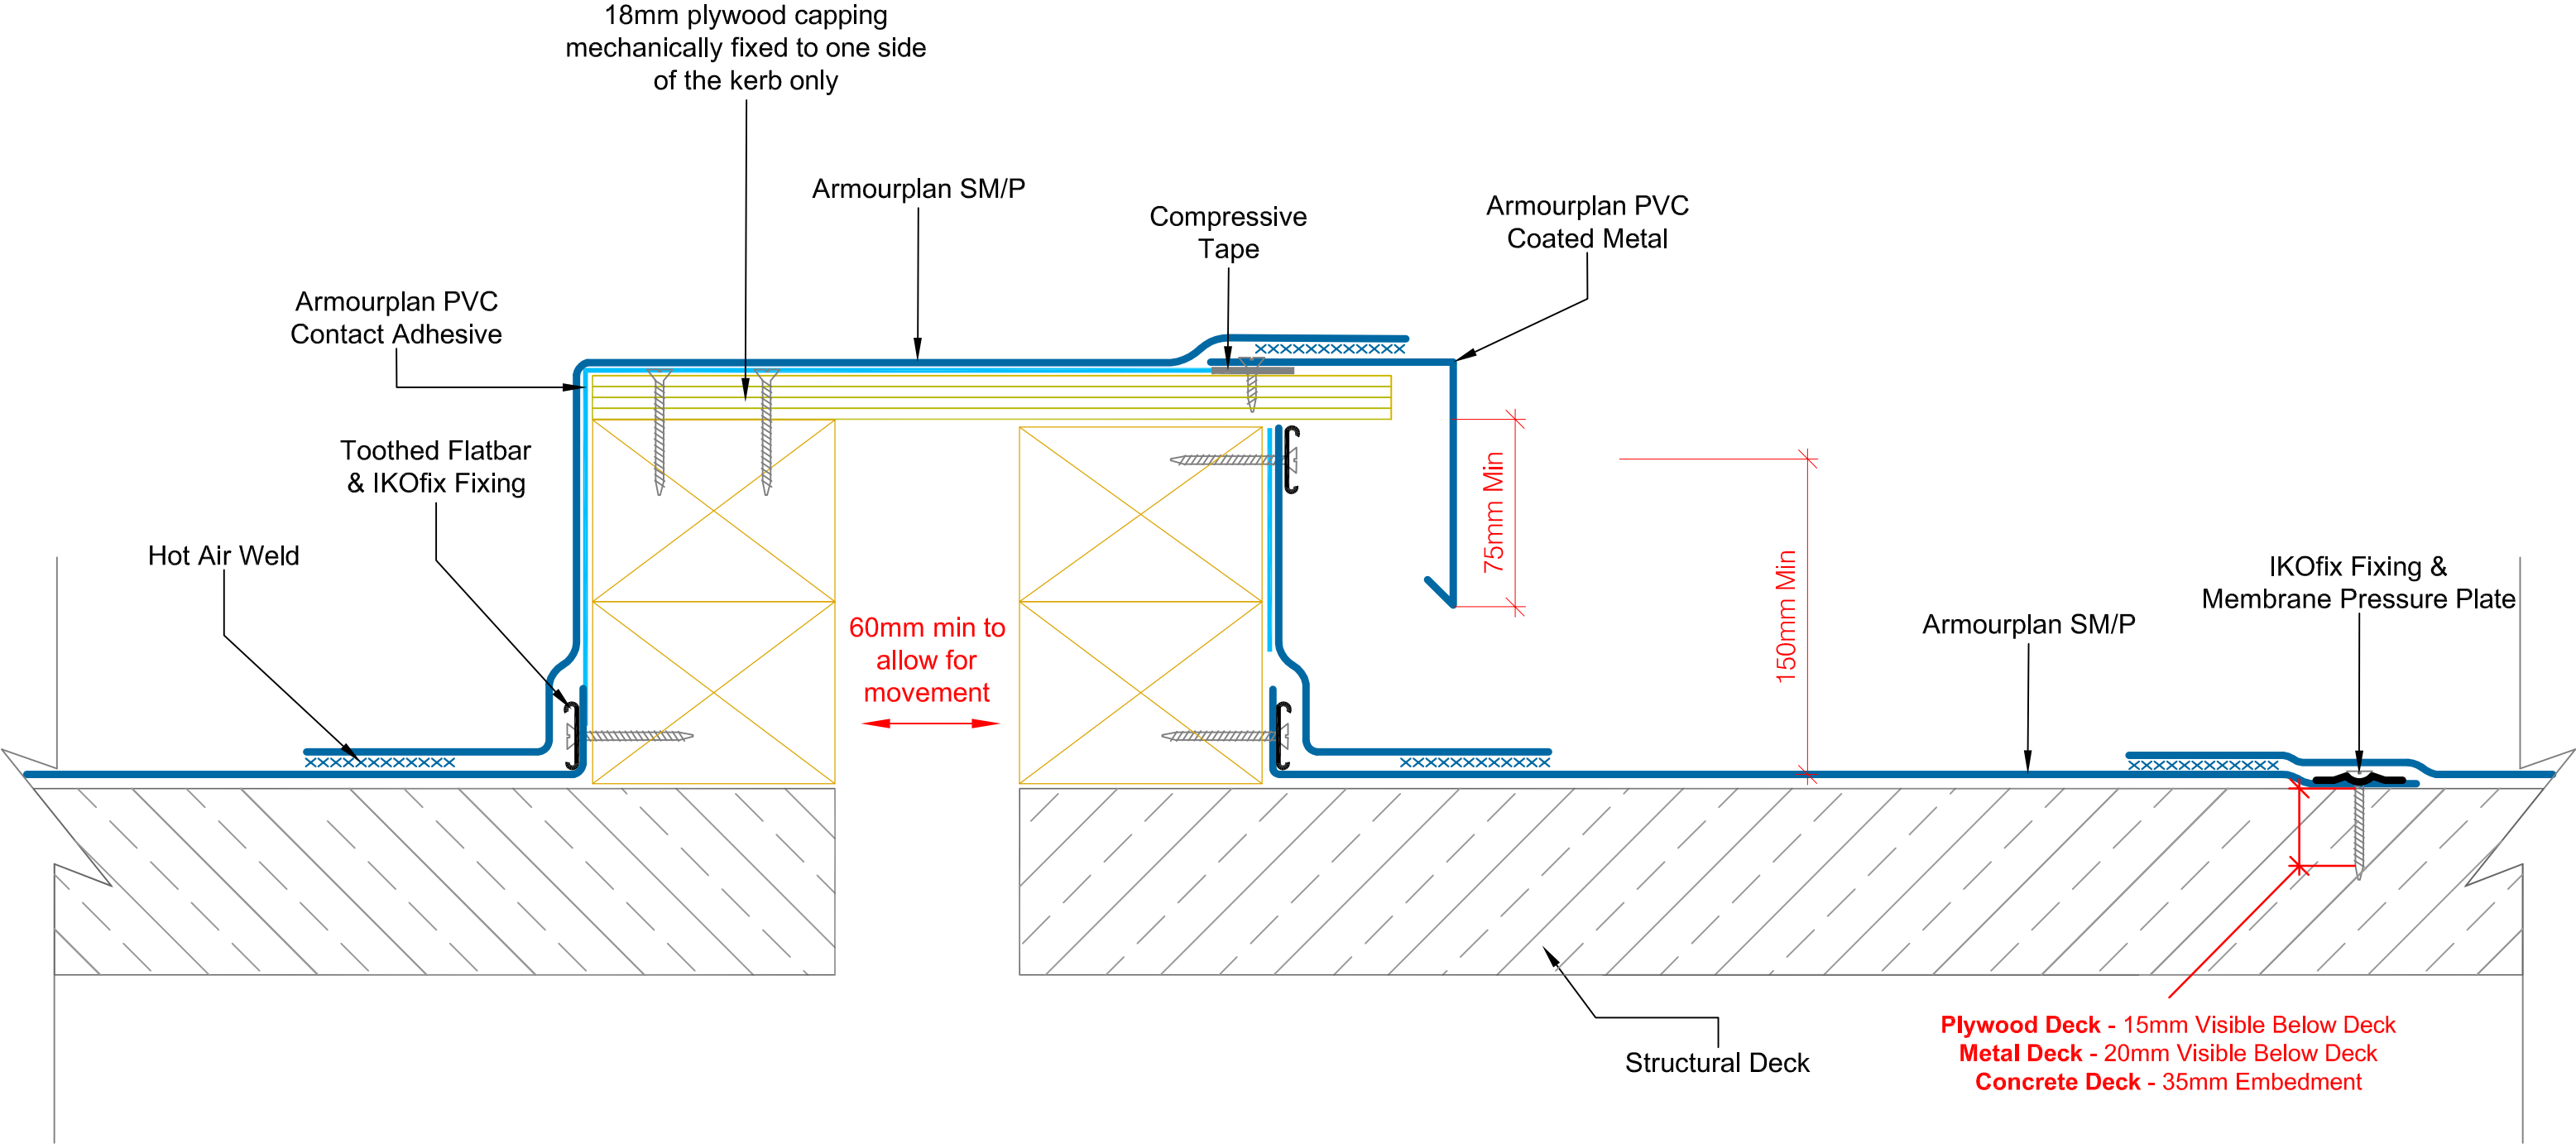 18mm plywood capping
mechanically fixed to one side
of the kerb only
Armourplan SM/P
Compressive
Tape
Armourplan PVC
Coated Metal
Armourplan PVC
Contact Adhesive
Toothed Flatbar
& IKOfix Fixing
Hot Air Weld
60mm min to
allow for
movement
75mm Min
150mm Min
Armourplan SM/P
IKOfix Fixing &
Membrane Pressure Plate
Structural Deck
Plywood Deck - 15mm Visible Below Deck
Metal Deck - 20mm Visible Below Deck
Concrete Deck - 35mm Embedment